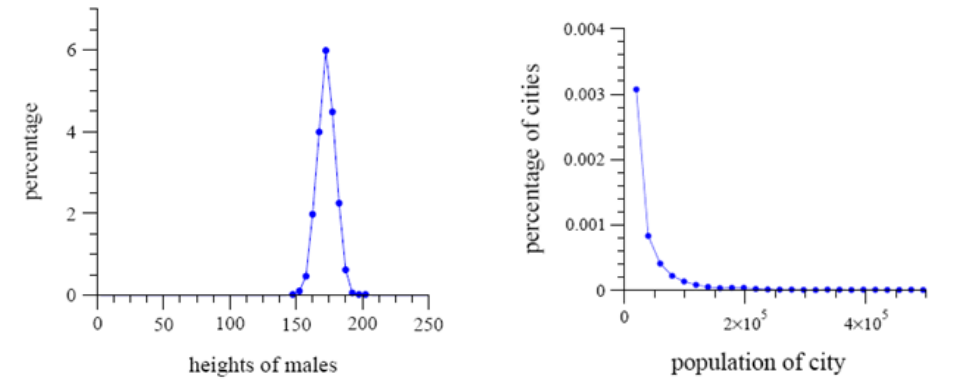 percentage
6
4
2
0
0 50 100 150 200 250
heights of males
percentage of cities
0.004
0.003
0.002
0.001
0
0 2×10⁵ 4×10⁵
population of city